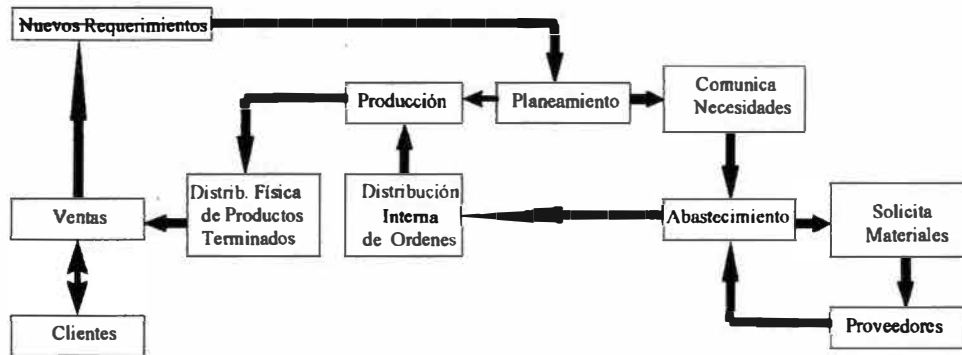 Nuevos Requerimientos
Producción
Planeamiento
Comunica
Necesidades
Ventas
Distrib. Física
de Productos
Terminados
Distribución
Interna
de Ordenes
Abastecimiento
Solicita
Materiales
Clientes
Proveedores